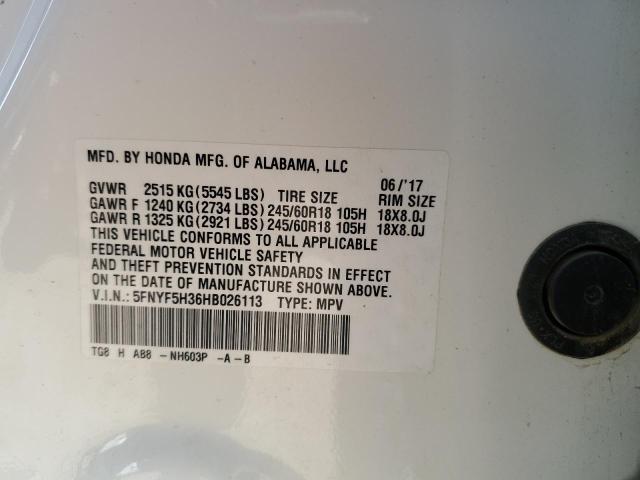 MFD. BY HONDA MFG. OF ALABAMA, LLC 06/'17
GVWR 2515 KG (5545 LBS) TIRE SIZE RIM SIZE
GAWR F 1240 KG (2734 LBS) 245/60R18 105H 18X8.0J
GAWR R 1325 KG (2921 LBS) 245/60R18 105H 18X8.0J
THIS VEHICLE CONFORMS TO ALL APPLICABLE
FEDERAL MOTOR VEHICLE SAFETY
AND THEFT PREVENTION STANDARDS IN EFFECT
ON THE DATE OF MANUFACTURE SHOWN ABOVE.
V.I.N.: 5FNYF5H36HB026113 TYPE: MPV
TG8 H AB8 - NH603P -A-B